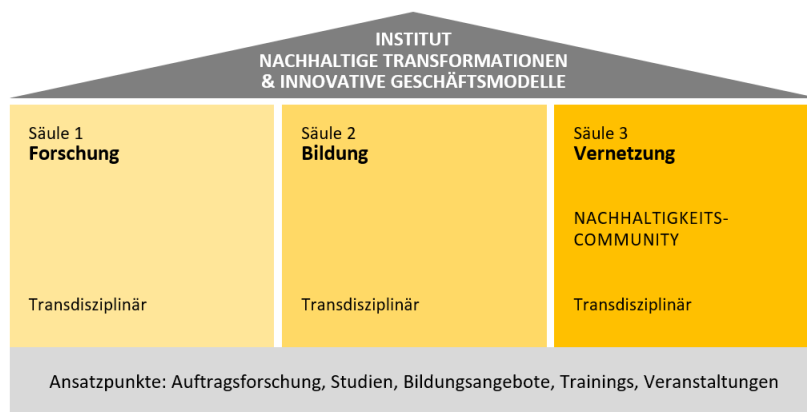 INSTITUT
NACHHALTIGE TRANSFORMATIONEN
& INNOVATIVE GESCHÄFTSMODELLE
Säule 1
Forschung
Transdisziplinär
Säule 2
Bildung
Transdisziplinär
Säule 3
Vernetzung
NACHHALTIGKEITS-
COMMUNITY
Transdisziplinär
Ansatzpunkte: Auftragsforschung, Studien, Bildungsangebote, Trainings, Veranstaltungen